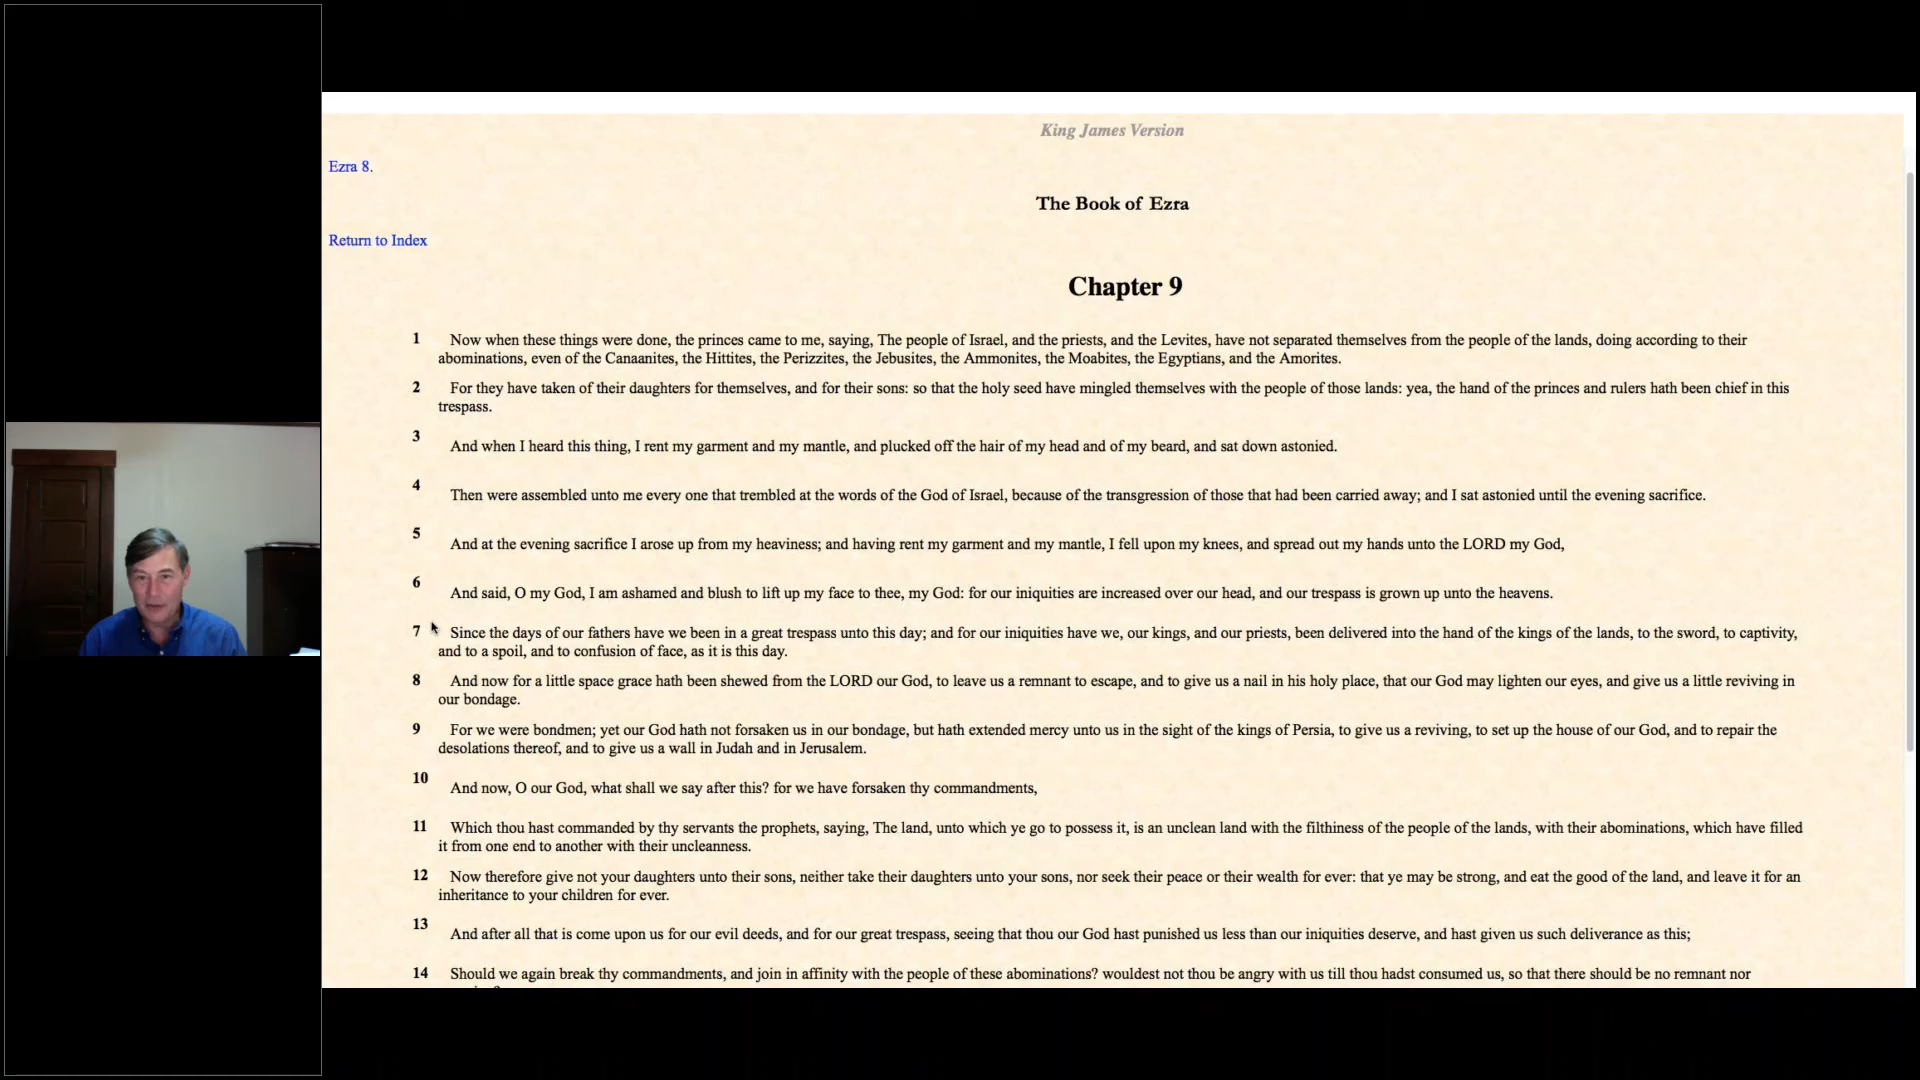 King James Version
Ezra 8.
The Book of Ezra
Return to Index
Chapter 9
1 Now when these things were done, the princes came to me, saying, The people of Israel, and the priests, and the Levites, have not separated themselves from the people of the lands, doing according to their
abominations, even of the Canaanites, the Hittites, the Perizzites, the Jebusites, the Ammonites, the Moabites, the Egyptians, and the Amorites.
2 For they have taken of their daughters for themselves, and for their sons: so that the holy seed have mingled themselves with the people of those lands: yea, the hand of the princes and rulers hath been chief in this
trespass.
3 And when I heard this thing, I rent my garment and my mantle, and plucked off the hair of my head and of my beard, and sat down astonied.
4 Then were assembled unto me every one that trembled at the words of the God of Israel, because of the transgression of those that had been carried away; and I sat astonied until the evening sacrifice.
5 And at the evening sacrifice I arose up from my heaviness; and having rent my garment and my mantle, I fell upon my knees, and spread out my hands unto the LORD my God,
6 And said, O my God, I am ashamed and blush to lift up my face to thee, my God: for our iniquities are increased over our head, and our trespass is grown up unto the heavens.
7 Since the days of our fathers have we been in a great trespass unto this day; and for our iniquities have we, our kings, and our priests, been delivered into the hand of the kings of the lands, to the sword, to captivity,
and to a spoil, and to confusion of face, as it is this day.
8 And now for a little space grace hath been shewed from the LORD our God, to leave us a remnant to escape, and to give us a nail in his holy place, that our God may lighten our eyes, and give us a little reviving in
our bondage.
9 For we were bondmen; yet our God hath not forsaken us in our bondage, but hath extended mercy unto us in the sight of the kings of Persia, to give us a reviving, to set up the house of our God, and to repair the
desolations thereof, and to give us a wall in Judah and in Jerusalem.
10 And now, O our God, what shall we say after this? for we have forsaken thy commandments,
11 Which thou hast commanded by thy servants the prophets, saying, The land, unto which ye go to possess it, is an unclean land with the filthiness of the people of the lands, with their abominations, which have filled
it from one end to another with their uncleanness.
12 Now therefore give not your daughters unto their sons, neither take their daughters unto your sons, nor seek their peace or their wealth for ever: that ye may be strong, and eat the good of the land, and leave it for an
inheritance to your children for ever.
13 And after all that is come upon us for our evil deeds, and for our great trespass, seeing that thou our God hast punished us less than our iniquities deserve, and hast given us such deliverance as this;
14 Should we again break thy commandments, and join in affinity with the people of these abominations? wouldest not thou be angry with us till thou hadst consumed us, so that there should be no remnant nor